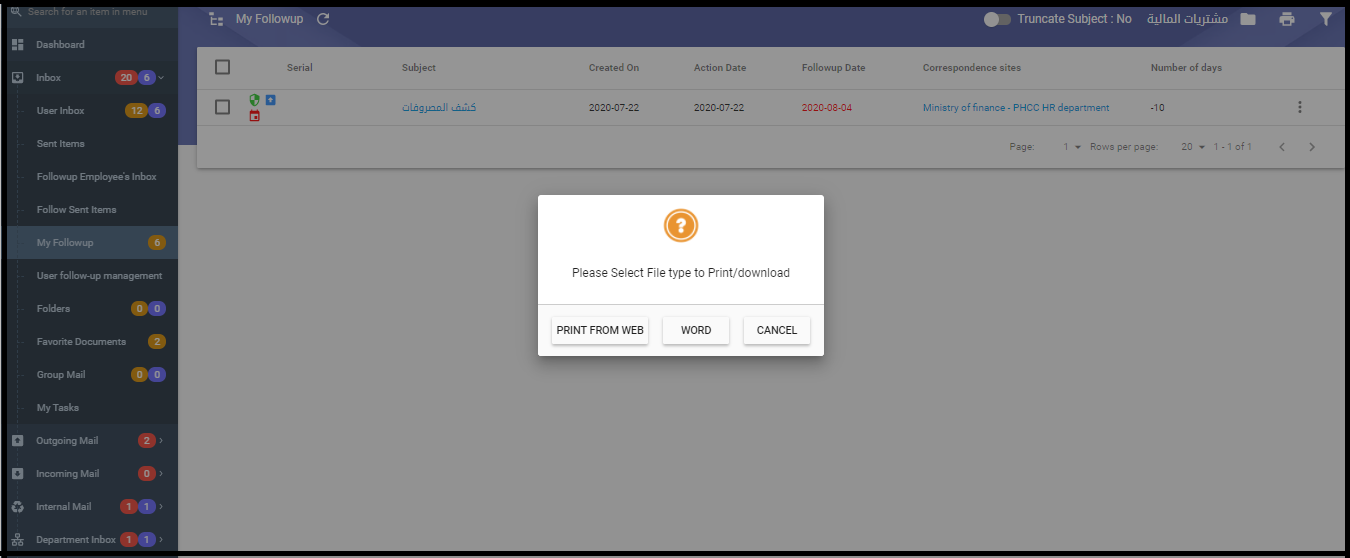 Search for an item in menu
Dashboard
Inbox 20 6
User Inbox 12 6
Sent Items
Followup Employee's Inbox
Follow Sent Items
My Followup 6
User follow-up management
Folders 0 0
Favorite Documents 2
Group Mail 0 0
My Tasks
Outgoing Mail 2
Incoming Mail 0
Internal Mail 1 1
Department Inbox 1 1
My Followup
Truncate Subject : No
مشتريات المالية
Serial Subject Created On Action Date Followup Date Correspondence sites Number of days
كشف المصروفات 2020-07-22 2020-07-22 2020-08-04 Ministry of finance - PHCC HR department -10
Page: 1 Rows per page: 20 1 - 1 of 1
?
Please Select File type to Print/download
PRINT FROM WEB
WORD
CANCEL